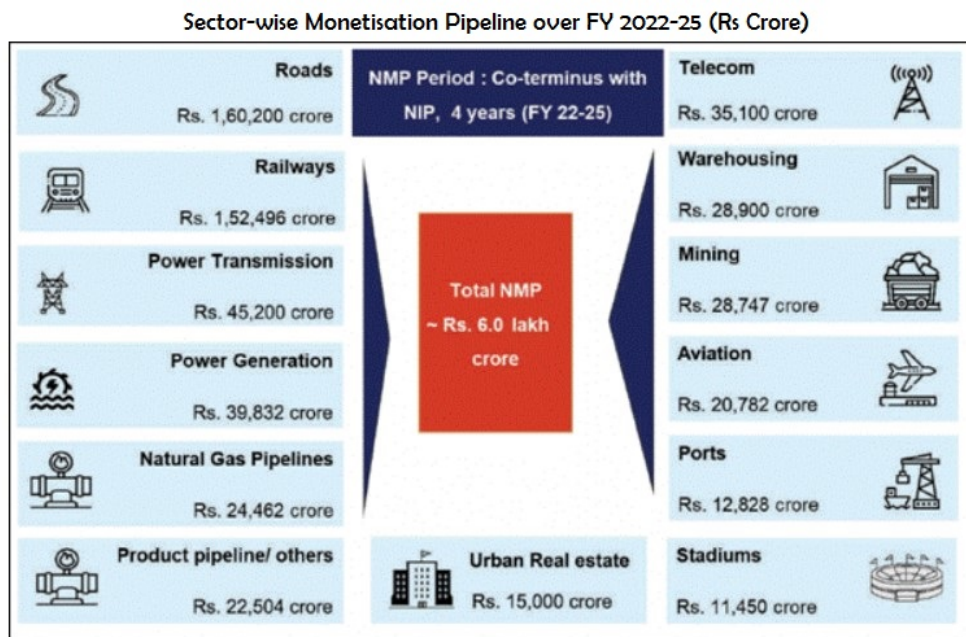 Sector-wise Monetisation Pipeline over FY 2022-25 (Rs Crore)
Roads
Rs. 1,60,200 crore
Railways
Rs. 1,52,496 crore
Power Transmission
Rs. 45,200 crore
Power Generation
Rs. 39,832 crore
Natural Gas Pipelines
Rs. 24,462 crore
Product pipeline/ others
Rs. 22,504 crore
NMP Period : Co-terminus with
NIP, 4 years (FY 22-25)
Total NMP
~ Rs. 6.0 lakh
crore
Urban Real estate
Rs. 15,000 crore
Telecom
Rs. 35,100 crore
Warehousing
Rs. 28,900 crore
Mining
Rs. 28,747 crore
Aviation
Rs. 20,782 crore
Ports
Rs. 12,828 crore
Stadiums
Rs. 11,450 crore